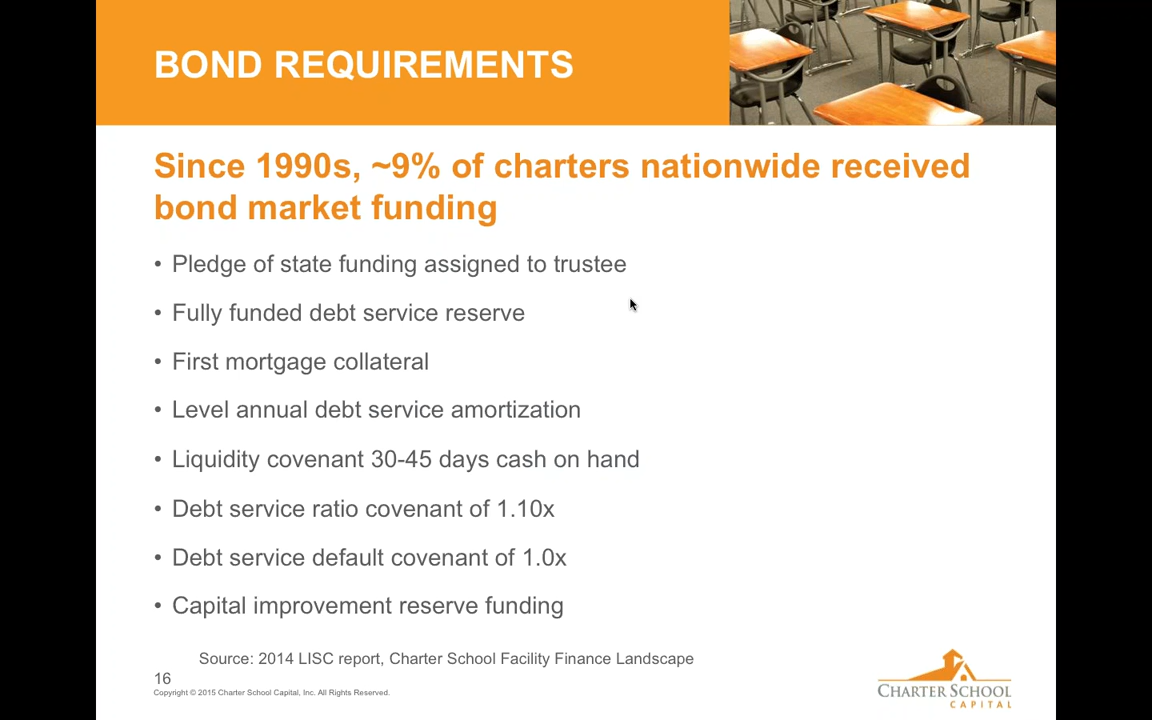 BOND REQUIREMENTS
Since 1990s, ~9% of charters nationwide received
bond market funding
• Pledge of state funding assigned to trustee
• Fully funded debt service reserve
• First mortgage collateral
• Level annual debt service amortization
• Liquidity covenant 30-45 days cash on hand
• Debt service ratio covenant of 1.10x
• Debt service default covenant of 1.0x
• Capital improvement reserve funding
Source: 2014 LISC report, Charter School Facility Finance Landscape
16
Copyright © 2015 Charter School Capital, Inc. All Rights Reserved.
CHARTER SCHOOL
CAPITAL